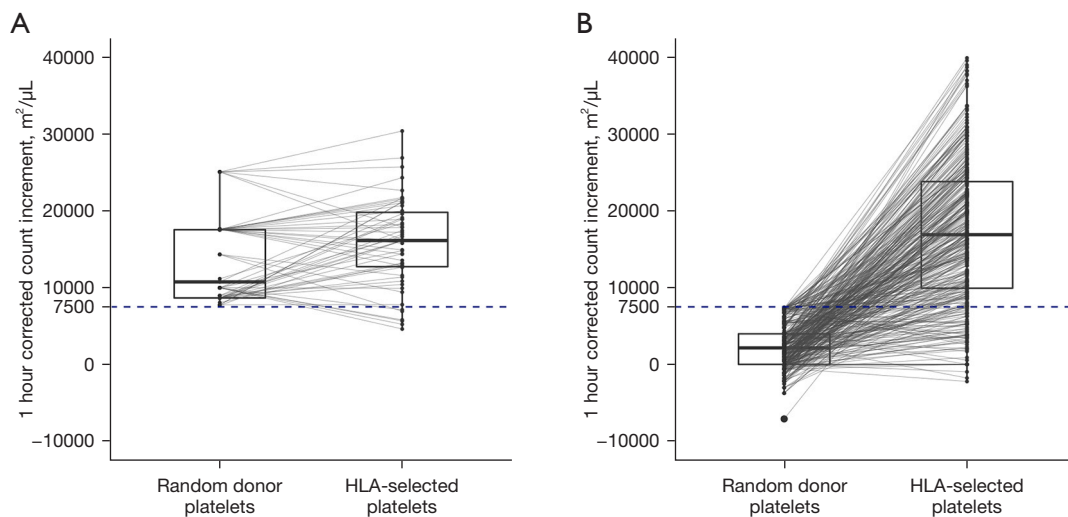 A
1 hour corrected count increment, m²/µL
40000
30000
20000
10000
7500
0
−10000
Random donor
platelets
HLA-selected
platelets
B
1 hour corrected count increment, m²/µL
40000
30000
20000
10000
7500
0
−10000
Random donor
platelets
HLA-selected
platelets